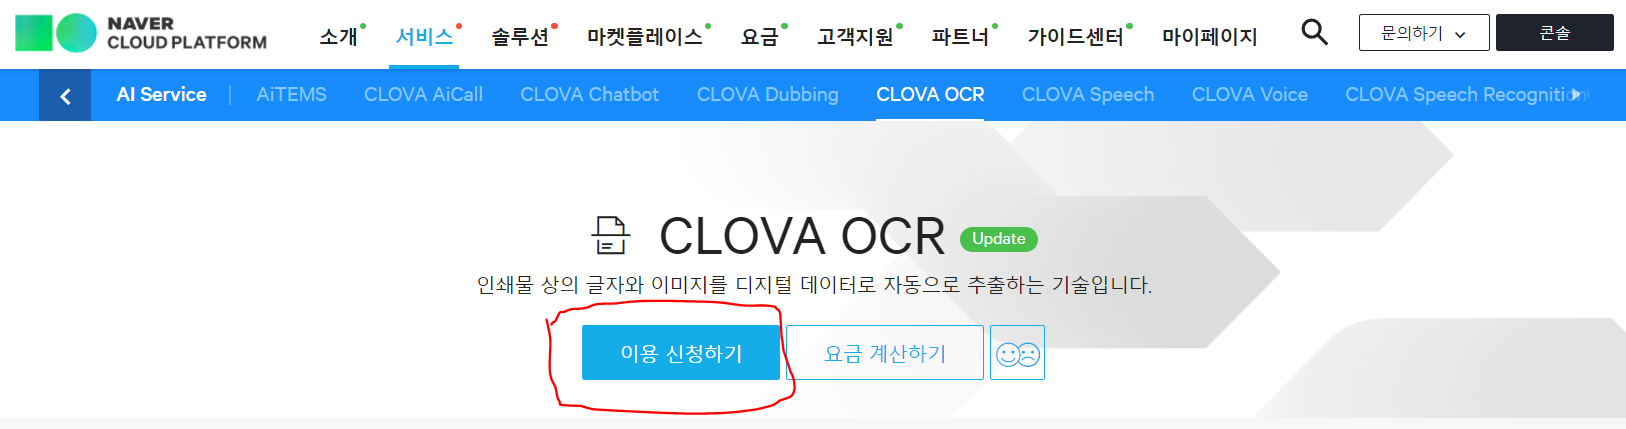 NAVER
CLOUD PLATFORM
소개 서비스 솔루션 마켓플레이스 요금 고객지원 파트너 가이드센터 마이페이지 문의하기 콘솔
AI Service AiTEMS CLOVA AiCall CLOVA Chatbot CLOVA Dubbing CLOVA OCR CLOVA Speech CLOVA Voice CLOVA Speech Recognition
CLOVA OCR Update
인쇄물 상의 글자와 이미지를 디지털 데이터로 자동으로 추출하는 기술입니다.
이용 신청하기 요금 계산하기